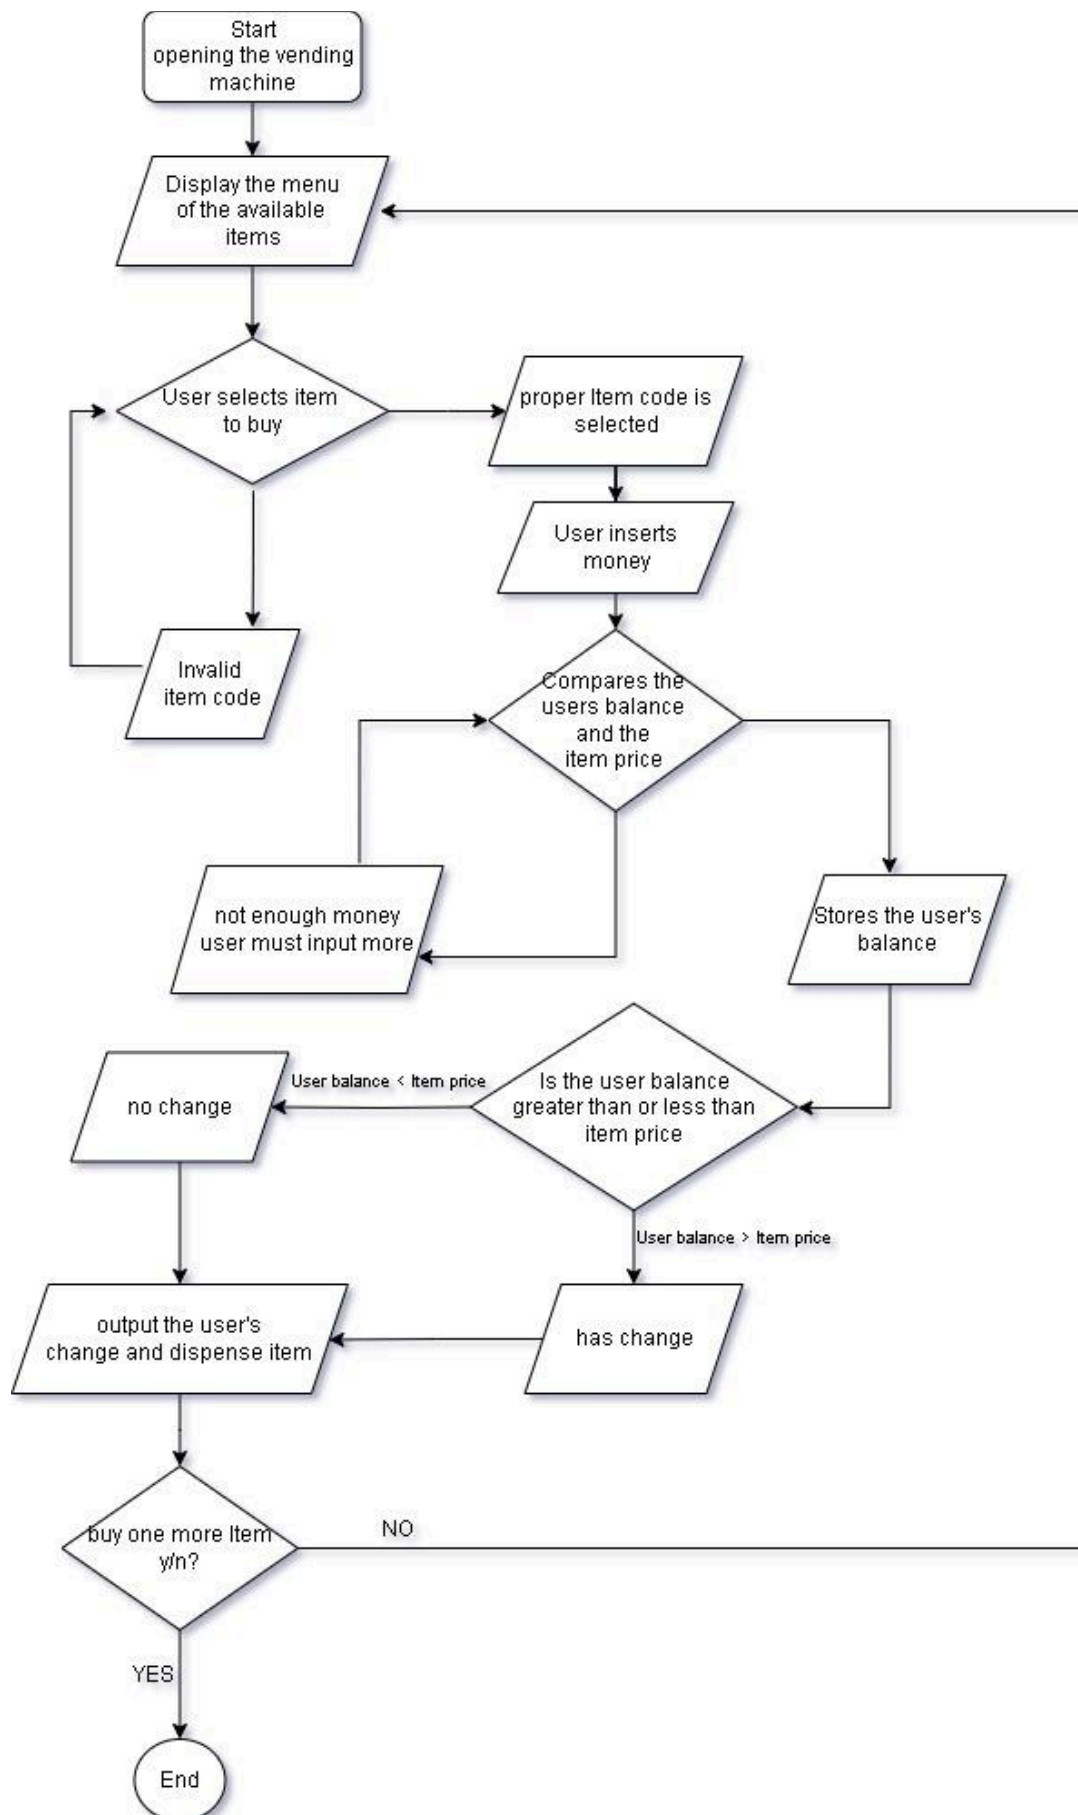 Start
opening the vending
machine
Display the menu
of the available
items
User selects item
to buy
proper Item code is
selected
User inserts
money
Invalid
item code
Compares the
users balance
and the
item price
not enough money
user must input more
Stores the user's
balance
Is the user balance
greater than or less than
item price
User balance < Item price
no change
User balance > Item price
has change
output the user's
change and dispense item
buy one more Item
y/n?
NO
YES
End